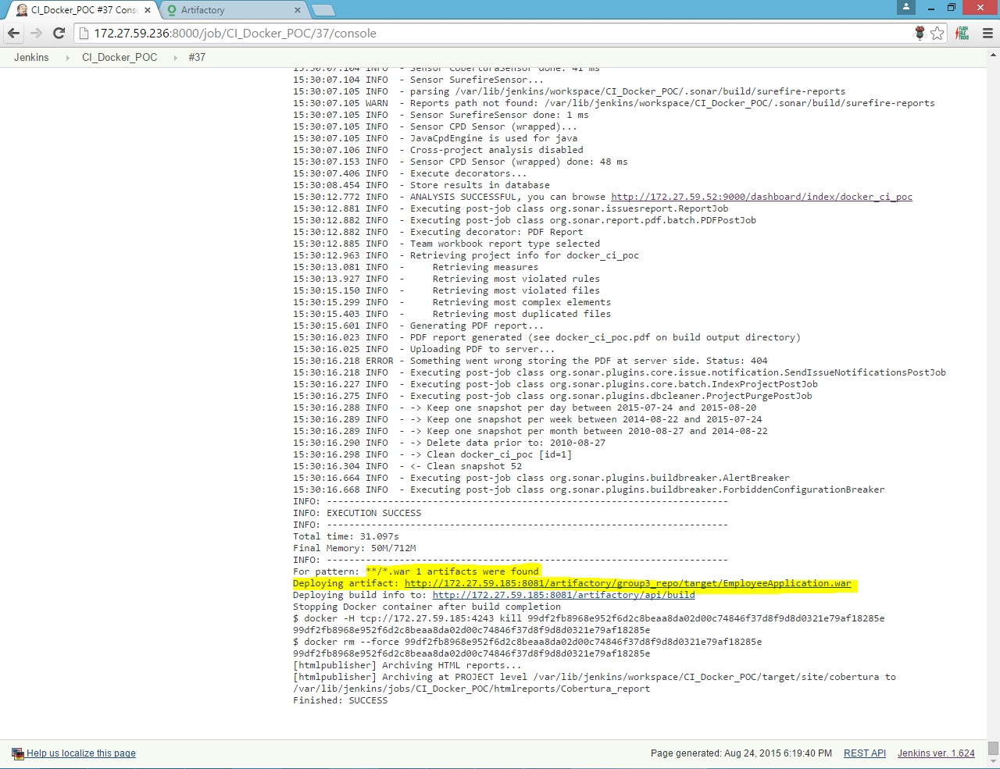 CI_Docker_POC #37 Cons
Artifactory
172.27.59.236:8000/job/CI_Docker_POC/37/console
FLASH SALE TRICKS
Jenkins CI_Docker_POC #37
15:30:07.104 INFO  - Sensor CoberturaSensor done: 41 ms
15:30:07.104 INFO  - Sensor SurefireSensor...
15:30:07.105 INFO  - parsing /var/lib/jenkins/workspace/CI_Docker_POC/.sonar/build/surefire-reports
15:30:07.105 WARN  - Reports path not found: /var/lib/jenkins/workspace/CI_Docker_POC/.sonar/build/surefire-reports
15:30:07.105 INFO  - Sensor SurefireSensor done: 1 ms
15:30:07.105 INFO  - Sensor CPD Sensor (wrapped)...
15:30:07.105 INFO  - JavaCpdEngine is used for java
15:30:07.106 INFO  - Cross-project analysis disabled
15:30:07.153 INFO  - Sensor CPD Sensor (wrapped) done: 48 ms
15:30:07.406 INFO  - Execute decorators...
15:30:08.454 INFO  - Store results in database
15:30:12.772 INFO  - ANALYSIS SUCCESSFUL, you can browse http://172.27.59.52:9000/dashboard/index/docker_ci_poc
15:30:12.881 INFO  - Executing post-job class org.sonar.issuesreport.ReportJob
15:30:12.882 INFO  - Executing post-job class org.sonar.report.pdf.batch.PDFPostJob
15:30:12.882 INFO  - Executing decorator: PDF Report
15:30:12.885 INFO  - Team workbook report type selected
15:30:12.963 INFO  - Retrieving project info for docker_ci_poc
15:30:13.081 INFO  -     Retrieving measures
15:30:13.927 INFO  -     Retrieving most violated rules
15:30:15.150 INFO  -     Retrieving most violated files
15:30:15.299 INFO  -     Retrieving most complex elements
15:30:15.403 INFO  -     Retrieving most duplicated files
15:30:15.601 INFO  - Generating PDF report...
15:30:16.023 INFO  - PDF report generated (see docker_ci_poc.pdf on build output directory)
15:30:16.025 INFO  - Uploading PDF to server...
15:30:16.218 ERROR - Something went wrong storing the PDF at server side. Status: 404
15:30:16.218 INFO  - Executing post-job class org.sonar.plugins.core.issue.notification.SendIssueNotificationsPostJob
15:30:16.227 INFO  - Executing post-job class org.sonar.plugins.core.batch.IndexProjectPostJob
15:30:16.275 INFO  - Executing post-job class org.sonar.plugins.dbcleaner.ProjectPurgePostJob
15:30:16.288 INFO  - -> Keep one snapshot per day between 2015-07-24 and 2015-08-20
15:30:16.289 INFO  - -> Keep one snapshot per week between 2014-08-22 and 2015-07-24
15:30:16.289 INFO  - -> Keep one snapshot per month between 2010-08-27 and 2014-08-22
15:30:16.290 INFO  - -> Delete data prior to: 2010-08-27
15:30:16.298 INFO  - -> Clean docker_ci_poc [id=1]
15:30:16.304 INFO  - <- Clean snapshot 52
15:30:16.664 INFO  - Executing post-job class org.sonar.plugins.buildbreaker.AlertBreaker
15:30:16.668 INFO  - Executing post-job class org.sonar.plugins.buildbreaker.ForbiddenConfigurationBreaker
INFO: ------------------------------------------------------------------------
INFO: EXECUTION SUCCESS
INFO: ------------------------------------------------------------------------
Total time: 31.097s
Final Memory: 50M/712M
INFO: ------------------------------------------------------------------------
For pattern: **/*.war 1 artifacts were found
Deploying artifact: http://172.27.59.185:8081/artifactory/group3_repo/target/EmployeeApplication.war
Deploying build info to: http://172.27.59.185:8081/artifactory/api/build
Stopping Docker container after build completion
$ docker -H tcp://172.27.59.185:4243 kill 99df2fb8968e952f6d2c8beaa8da02d00c74846f37d8f9d8d0321e79af18285e
99df2fb8968e952f6d2c8beaa8da02d00c74846f37d8f9d8d0321e79af18285e
$ docker rm --force 99df2fb8968e952f6d2c8beaa8da02d00c74846f37d8f9d8d0321e79af18285e
99df2fb8968e952f6d2c8beaa8da02d00c74846f37d8f9d8d0321e79af18285e
[htmlpublisher] Archiving HTML reports...
[htmlpublisher] Archiving at PROJECT level /var/lib/jenkins/workspace/CI_Docker_POC/target/site/cobertura to
/var/lib/jenkins/jobs/CI_Docker_POC/htmlreports/Cobertura_report
Finished: SUCCESS
Help us localize this page
Page generated: Aug 24, 2015 6:19:40 PM REST API Jenkins ver. 1.624